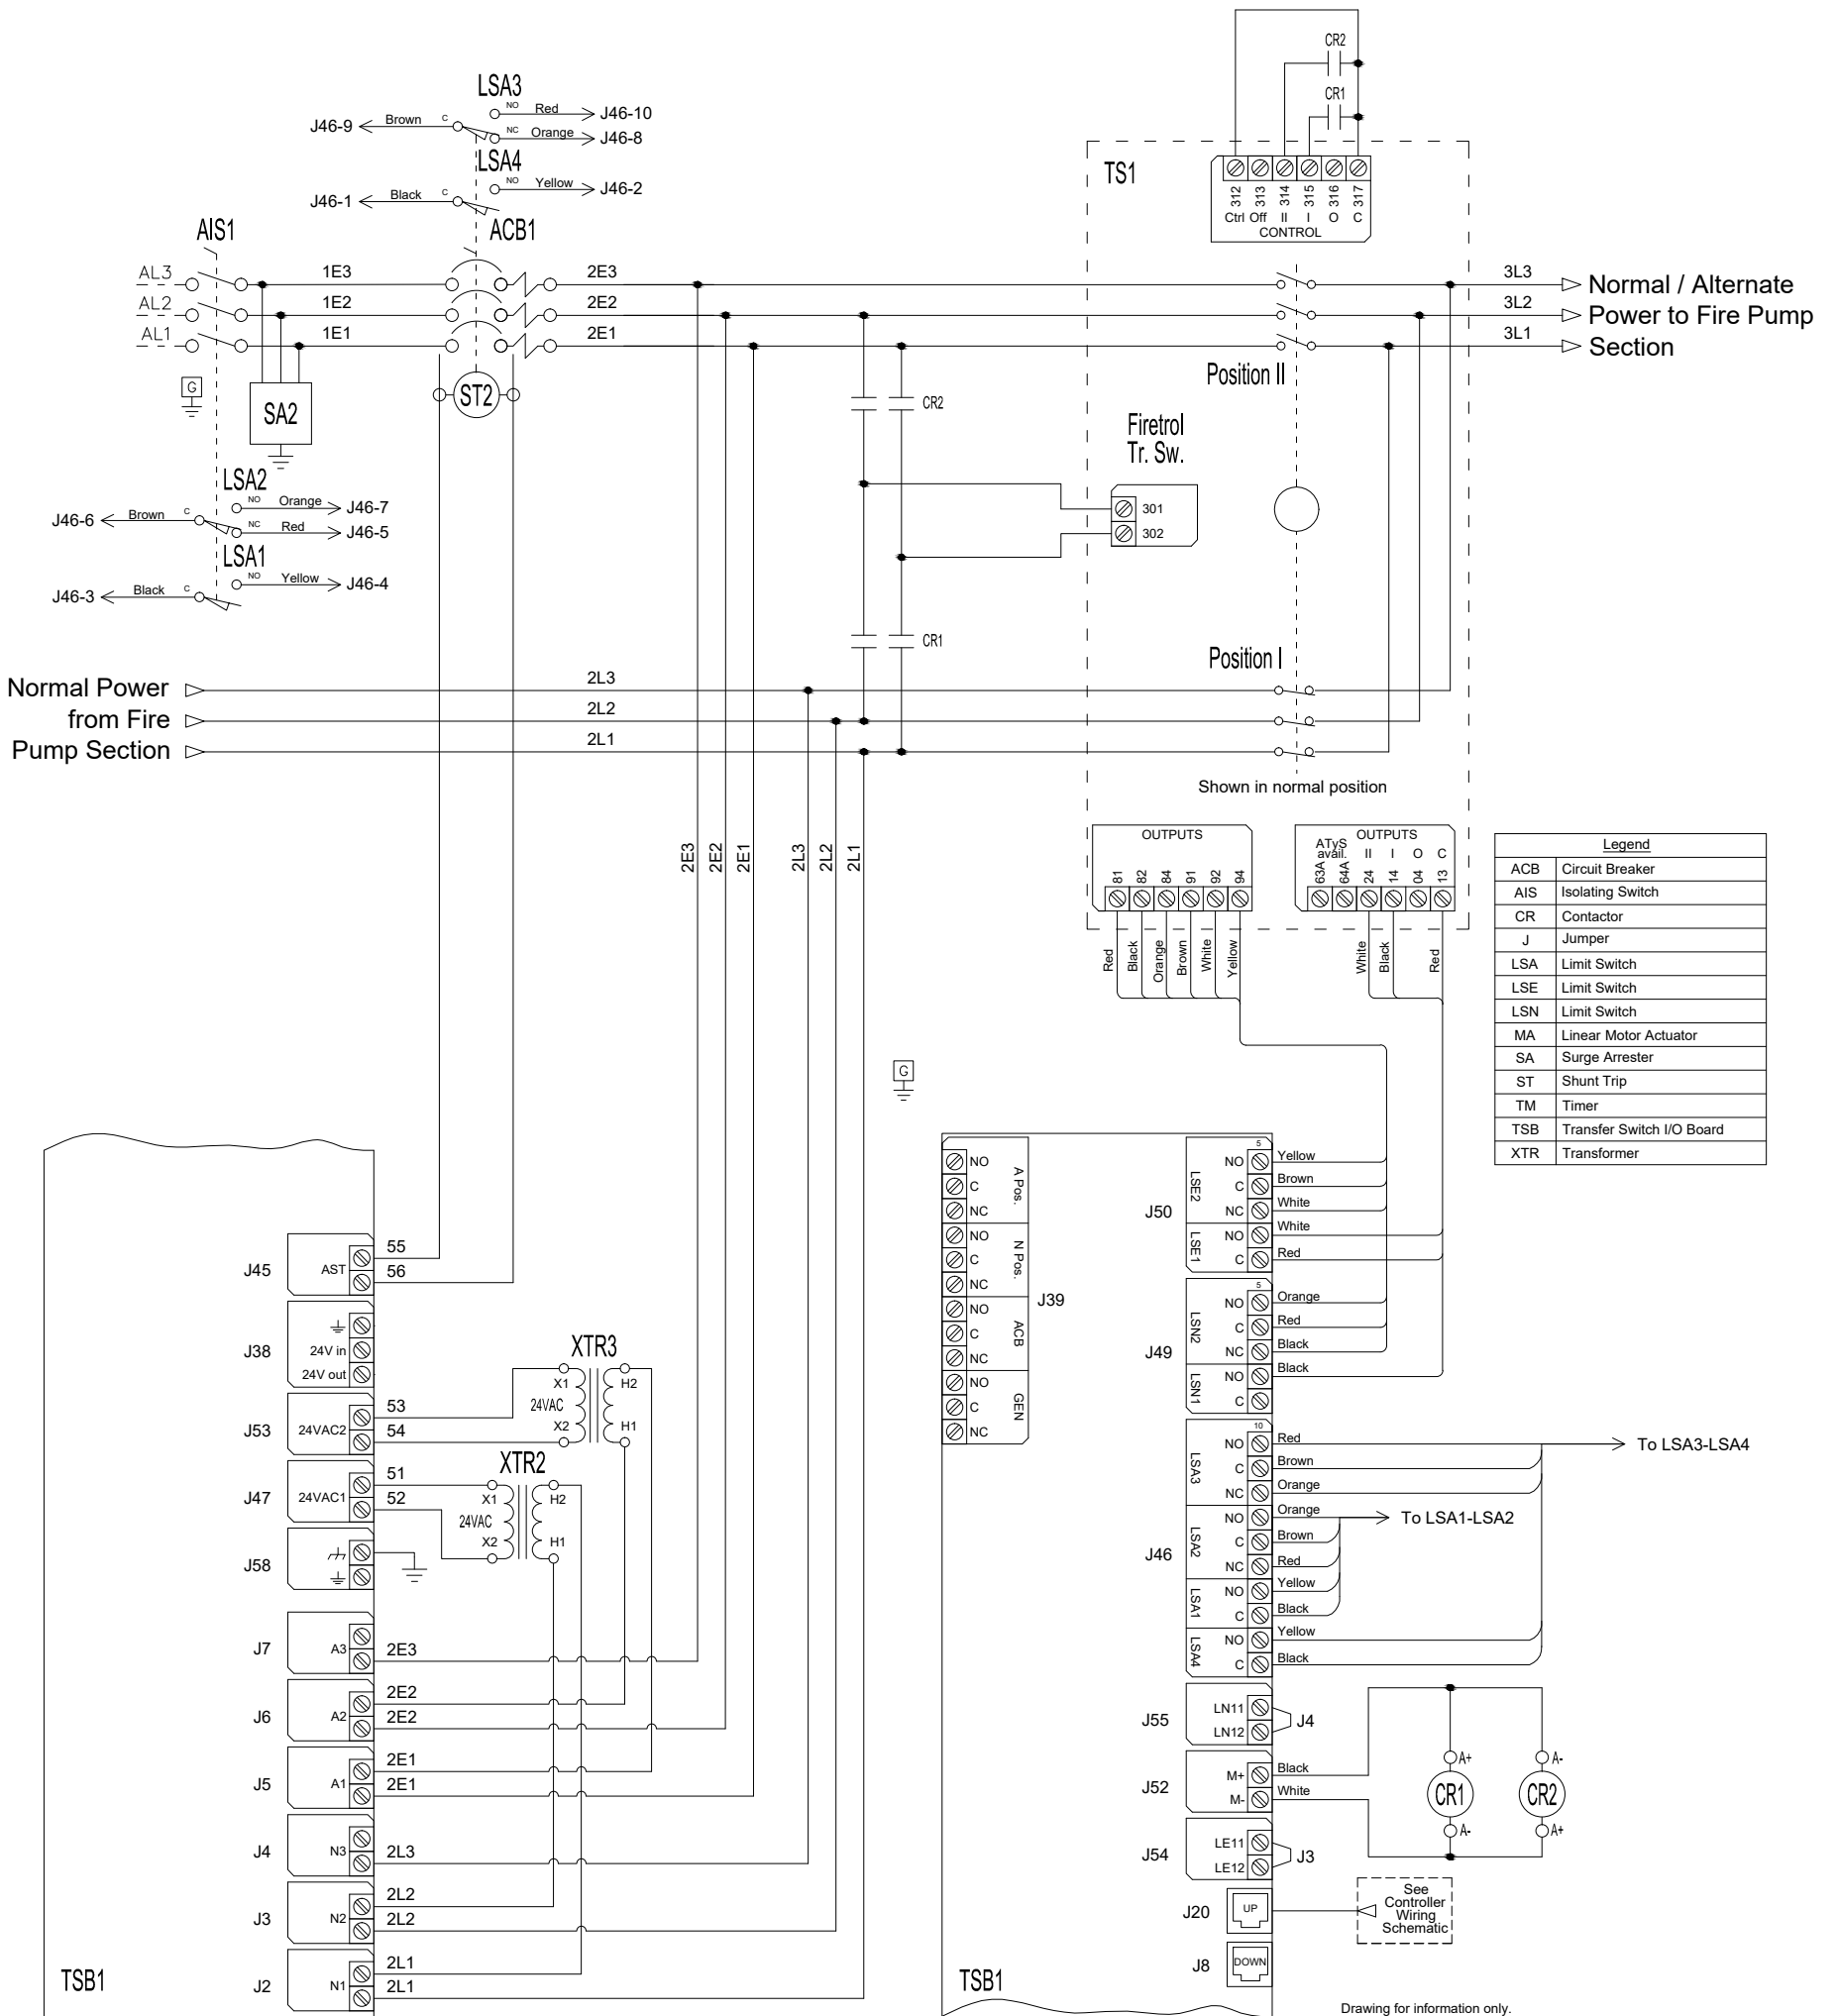 CR2
CR1
LSA3
NO Red J46-10
J46-9 Brown C
NC Orange J46-8
LSA4
NO Yellow J46-2
J46-1 Black C
TS1
312 313 314 315 316 317
Ctrl Off II I O C
CONTROL
AIS1
ACB1
AL3 1E3 2E3 3L3
AL2 1E2 2E2 3L2
AL1 1E1 2E1 3L1
Normal / Alternate
Power to Fire Pump
Section
G
SA2
ST2
Position II
CR2
Firetrol
Tr. Sw.
301
302
LSA2
NO Orange J46-7
J46-6 Brown C
NC Red J46-5
LSA1
NO Yellow J46-4
J46-3 Black C
CR1
Position I
Normal Power
from Fire
Pump Section
2L3
2L2
2L1
Shown in normal position
2E3 2E2 2E1 2L3 2L2 2L1
OUTPUTS
81 82 84 91 92 94
Red Black Orange Brown White Yellow
OUTPUTS
ATyS
avail. II I O C
63A 64A 24 14 04 13
White Black Red
Legend
ACB Circuit Breaker
AIS Isolating Switch
CR Contactor
J Jumper
LSA Limit Switch
LSE Limit Switch
LSN Limit Switch
MA Linear Motor Actuator
SA Surge Arrester
ST Shunt Trip
TM Timer
TSB Transfer Switch I/O Board
XTR Transformer
G
J45 AST 55
56
J38
24V in
24V out
J53 24VAC2 53
54
J47 24VAC1 51
52
J58
XTR3
X1 H2
24VAC
X2 H1
XTR2
X1 H2
24VAC
X2 H1
J7 A3 2E3
J6 A2 2E2
2E2
J5 A1 2E1
2E1
J4 N3 2L3
J3 N2 2L2
2L2
J2 N1 2L1
2L1
TSB1
J39
A Pos. NO
C
NC
N Pos. NO
C
NC
ACB NO
C
NC
GEN NO
C
NC
J50
5
LSE2 NO Yellow
C Brown
NC White
LSE1 NO White
C Red
J49
5
LSN2 NO Orange
C Red
NC Black
LSN1 NO Black
C
J46
10
LSA3 NO Red
C Brown
NC Orange
To LSA3-LSA4
LSA2 NO Orange
C Brown
NC Red
To LSA1-LSA2
LSA1 NO Yellow
C Black
LSA4 NO Yellow
C Black
J55 LN11
LN12 J4
J52 M+ Black
M- White
A+ A-
CR1 CR2
A- A+
J54 LE11
LE12 J3
J20 UP
See
Controller
Wiring
Schematic
J8 DOWN
TSB1
Drawing for information only.